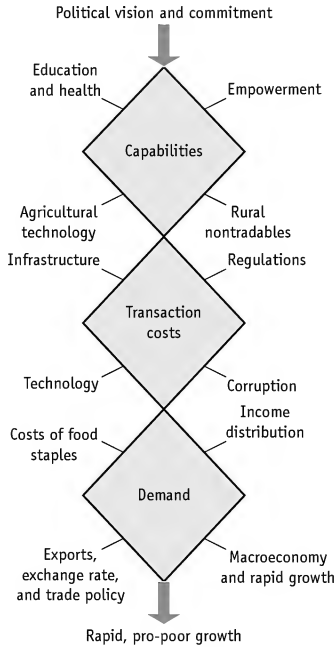 Political vision and commitment
Education
and health
Empowerment
Capabilities
Agricultural
technology
Rural
nontradables
Infrastructure
Regulations
Transaction
costs
Technology
Corruption
Income
distribution
Costs of food
staples
Demand
Exports,
exchange rate,
and trade policy
Macroeconomy
and rapid growth
Rapid, pro-poor growth